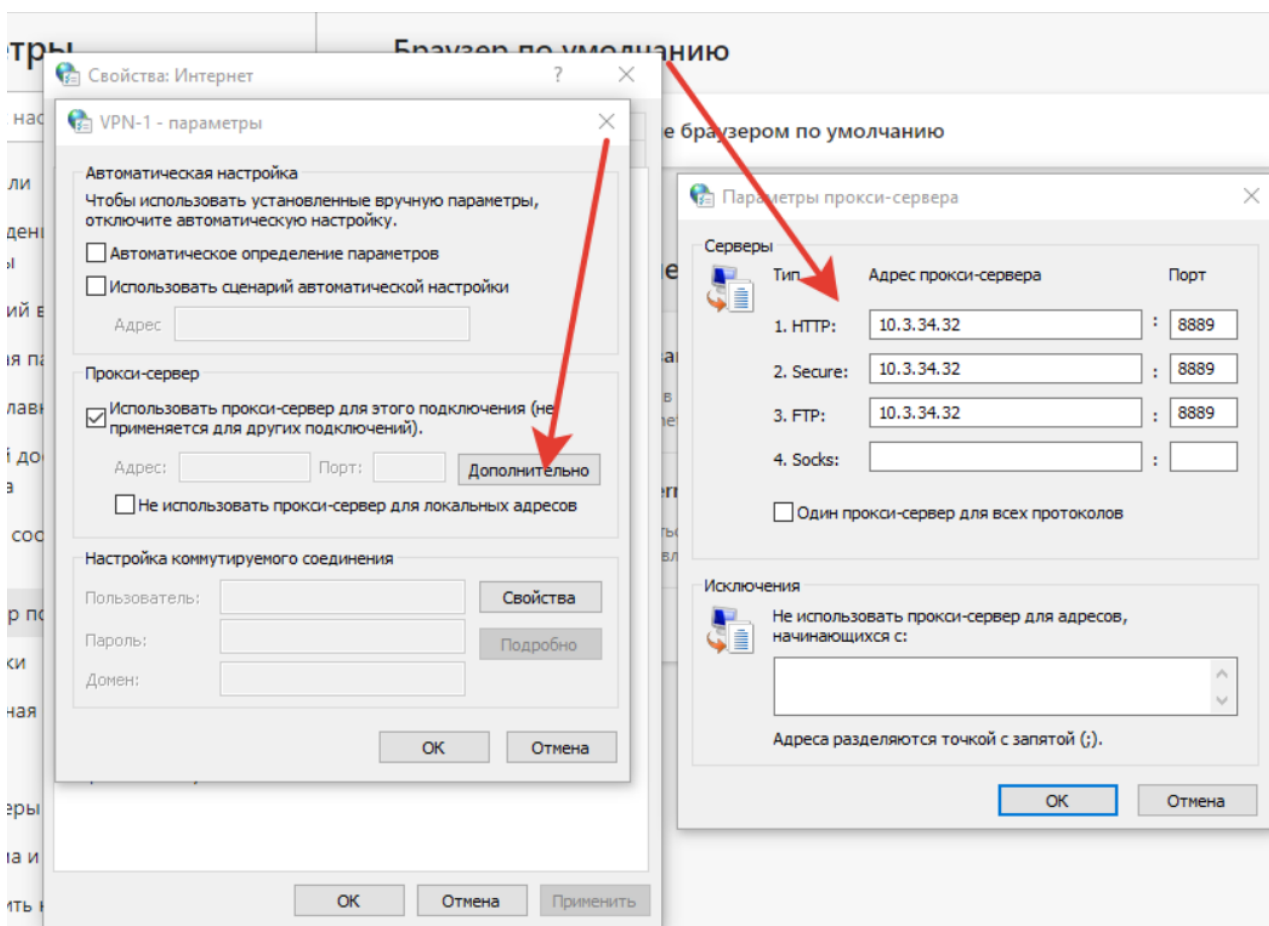 Браузер по умолчанию
Свойства: Интернет
?
VPN-1 - параметры
Автоматическая настройка
Чтобы использовать установленные вручную параметры,
отключите автоматическую настройку.
Автоматическое определение параметров
Использовать сценарий автоматической настройки
Адрес
Прокси-сервер
Использовать прокси-сервер для этого подключения (не
применяется для других подключений).
Адрес:
Порт:
Дополнительно
Не использовать прокси-сервер для локальных адресов
Настройка коммутируемого соединения
Пользователь:
Свойства
Пароль:
Подробно
Домен:
ОК
Отмена
ОК
Отмена
Применить
е браузером по умолчанию
Параметры прокси-сервера
Серверы
Тип
Адрес прокси-сервера
Порт
1. HTTP: 10.3.34.32 : 8889
2. Secure: 10.3.34.32 : 8889
3. FTP: 10.3.34.32 : 8889
4. Socks: :
Один прокси-сервер для всех протоколов
Исключения
Не использовать прокси-сервер для адресов,
начинающихся с:
Адреса разделяются точкой с запятой (;).
ОК
Отмена